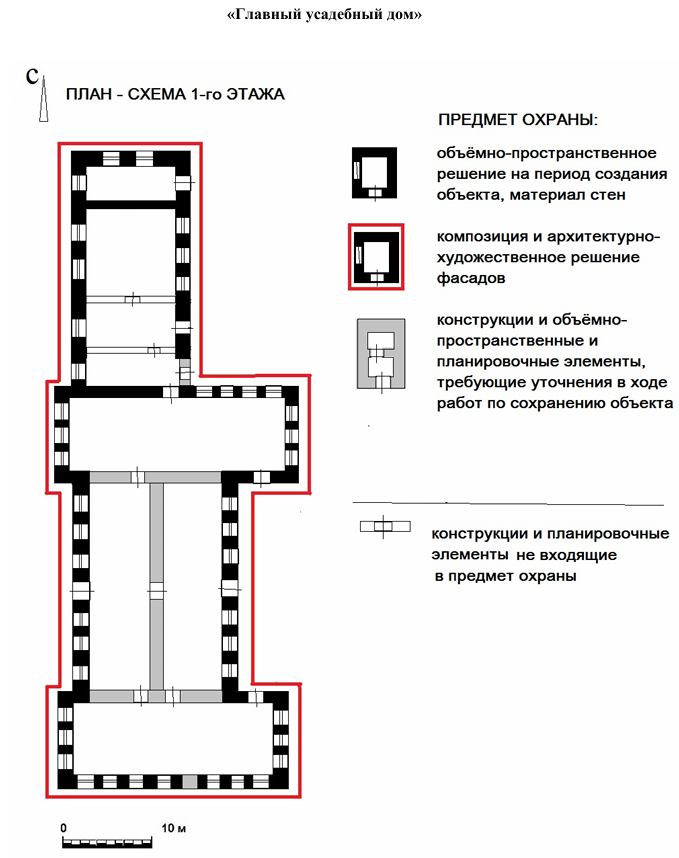 «Главный усадебный дом»
С
ПЛАН - СХЕМА 1-го ЭТАЖА
ПРЕДМЕТ ОХРАНЫ:
объёмно-пространственное
решение на период создания
объекта, материал стен
композиция и архитектурно-
художественное решение
фасадов
конструкции и объёмно-
пространственные и
планировочные элементы,
требующие уточнения в ходе
работ по сохранению объекта
конструкции и планировочные
элементы не входящие
в предмет охраны
0 10 м